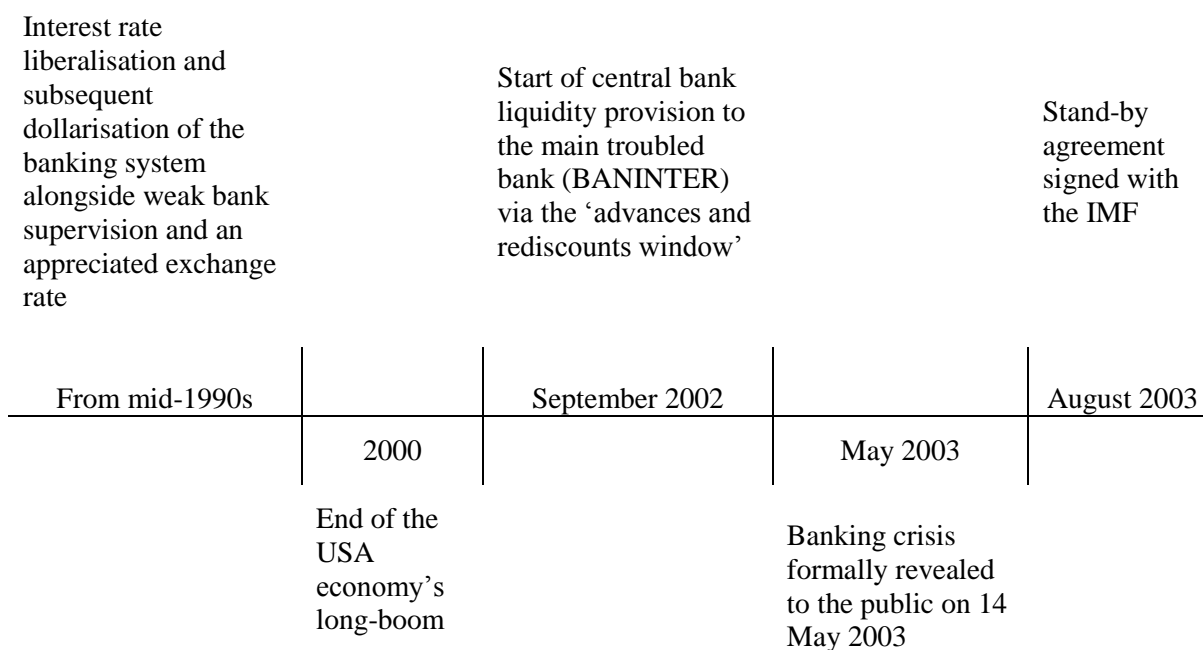 Interest rate
liberalisation and
subsequent
dollarisation of the
banking system
alongside weak bank
supervision and an
appreciated exchange
rate
Start of central bank
liquidity provision to
the main troubled
bank (BANINTER)
via the ‘advances and
rediscounts window’
Stand-by
agreement
signed with
the IMF
From mid-1990s
September 2002
August 2003
2000
May 2003
End of the
USA
economy’s
long-boom
Banking crisis
formally revealed
to the public on 14
May 2003